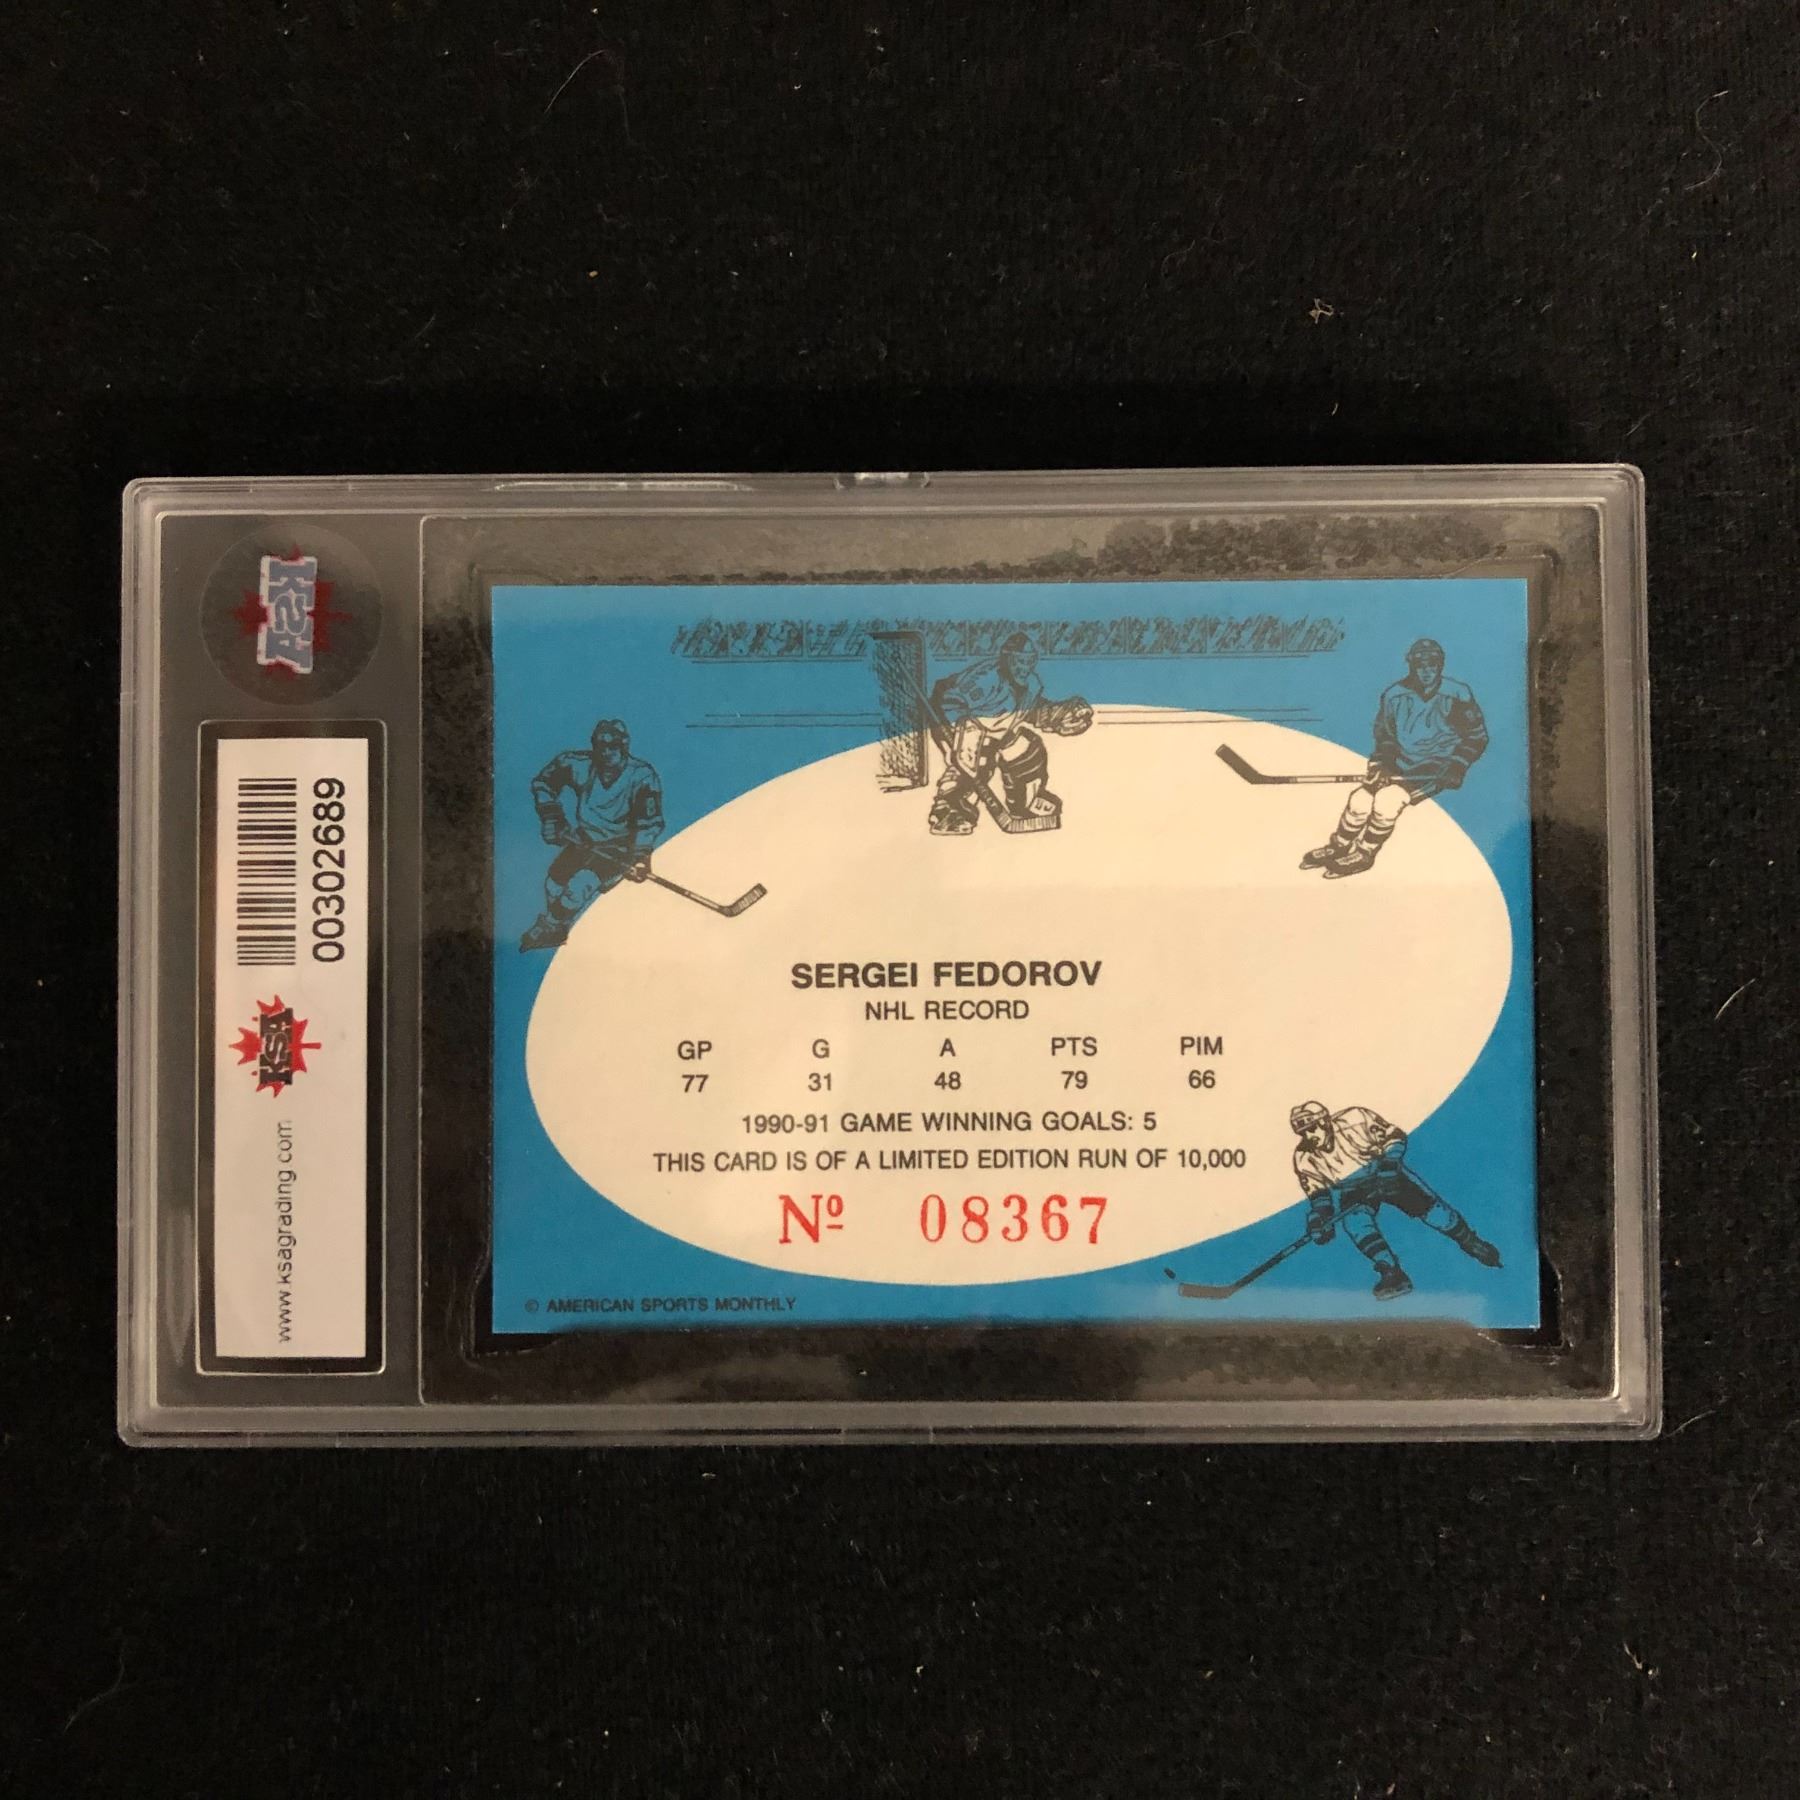 KSA
00302689
KSA
www.ksagrading.com
SERGEI FEDOROV
NHL RECORD
GP G A PTS PIM
77 31 48 79 66
1990-91 GAME WINNING GOALS: 5
THIS CARD IS OF A LIMITED EDITION RUN OF 10,000
Nº 08367
© AMERICAN SPORTS MONTHLY